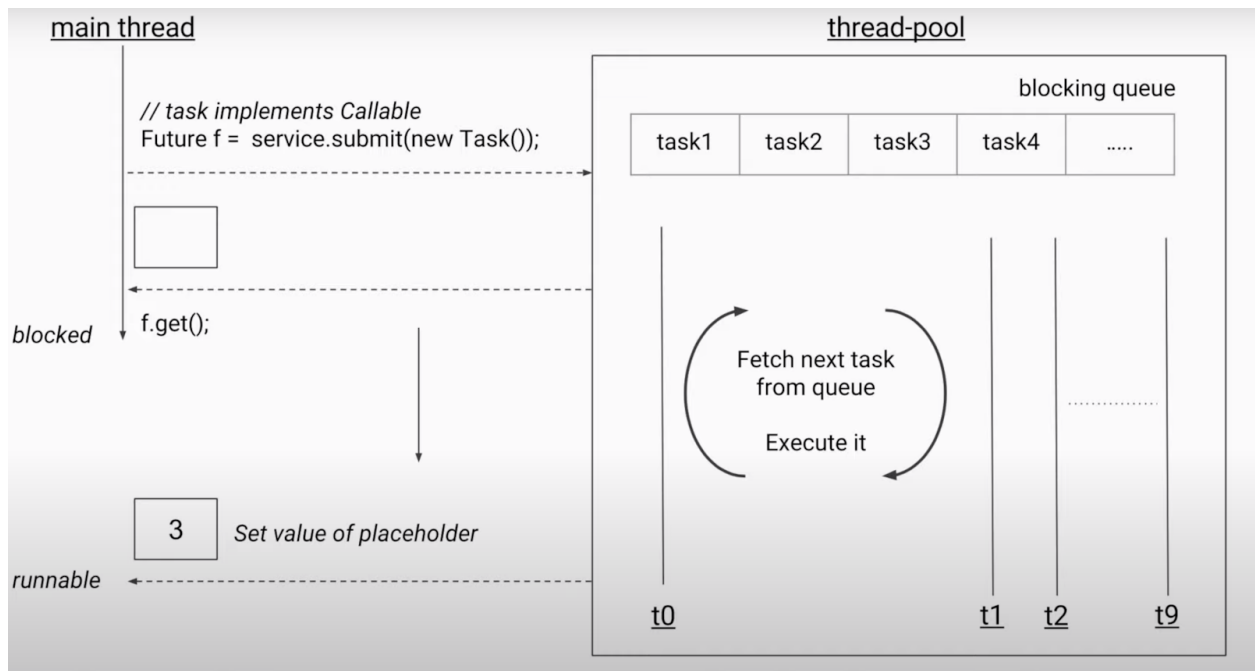 main thread
// task implements Callable
Future f =  service.submit(new Task());
f.get();
blocked
3
Set value of placeholder
runnable
thread-pool
blocking queue
task1
task2
task3
task4
.....
Fetch next task
from queue
Execute it
t0
t1
t2
t9